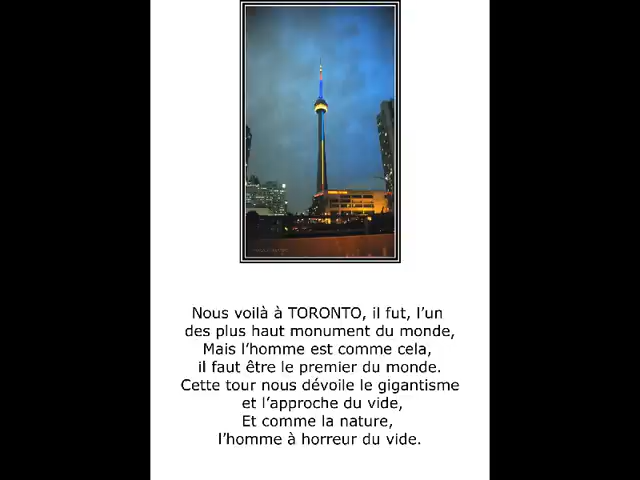 Nous voilà à TORONTO, il fut, l’un
des plus haut monument du monde,
Mais l’homme est comme cela,
il faut être le premier du monde.
Cette tour nous dévoile le gigantisme
et l’approche du vide,
Et comme la nature,
l’homme à horreur du vide.